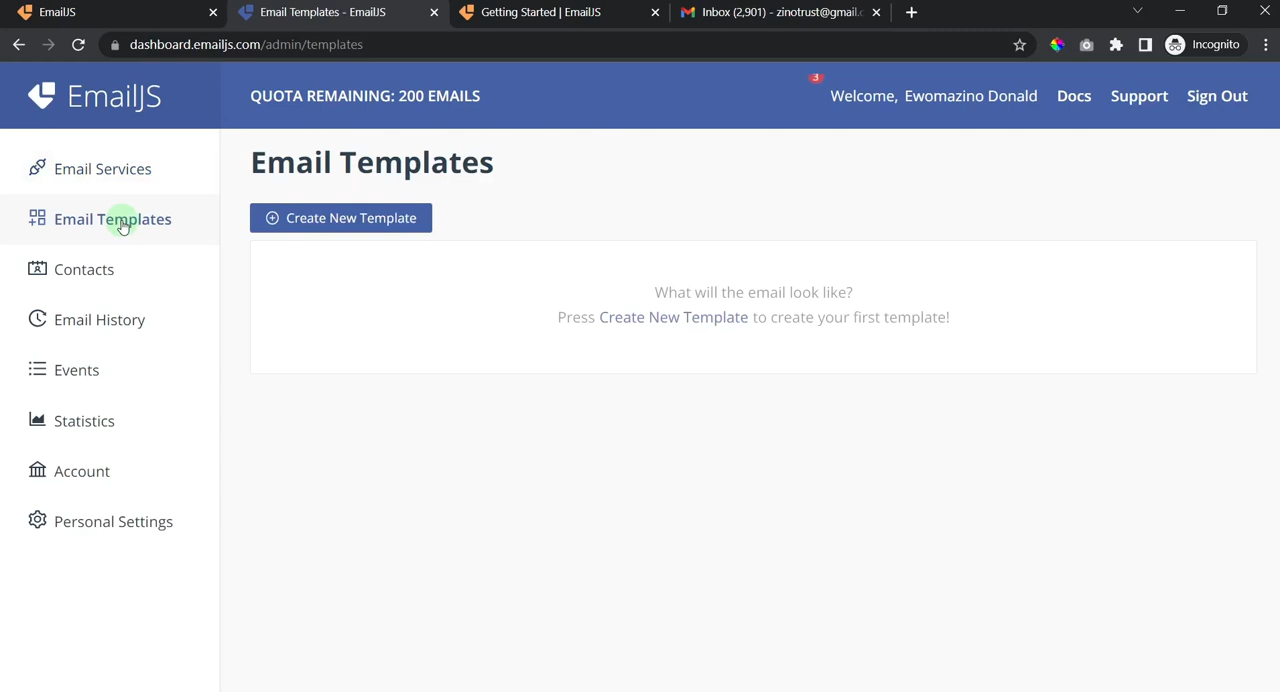 EmailJS
Email Templates - EmailJS
Getting Started | EmailJS
Inbox (2,901) - zinotrust@gmail.c
dashboard.emailjs.com/admin/templates
Incognito
EmailJS
QUOTA REMAINING: 200 EMAILS
3
Welcome, Ewomazino Donald
Docs
Support
Sign Out
Email Services
Email Templates
Contacts
Email History
Events
Statistics
Account
Personal Settings
Email Templates
Create New Template
What will the email look like?
Press Create New Template to create your first template!